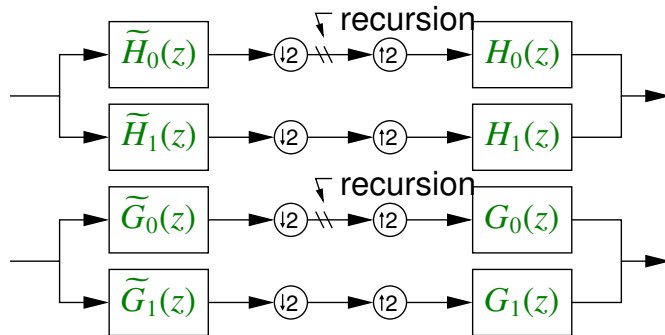 recursion
H̃₀(z) ↓2 ↑2 H₀(z)
H̃₁(z) ↓2 ↑2 H₁(z)
recursion
G̃₀(z) ↓2 ↑2 G₀(z)
G̃₁(z) ↓2 ↑2 G₁(z)